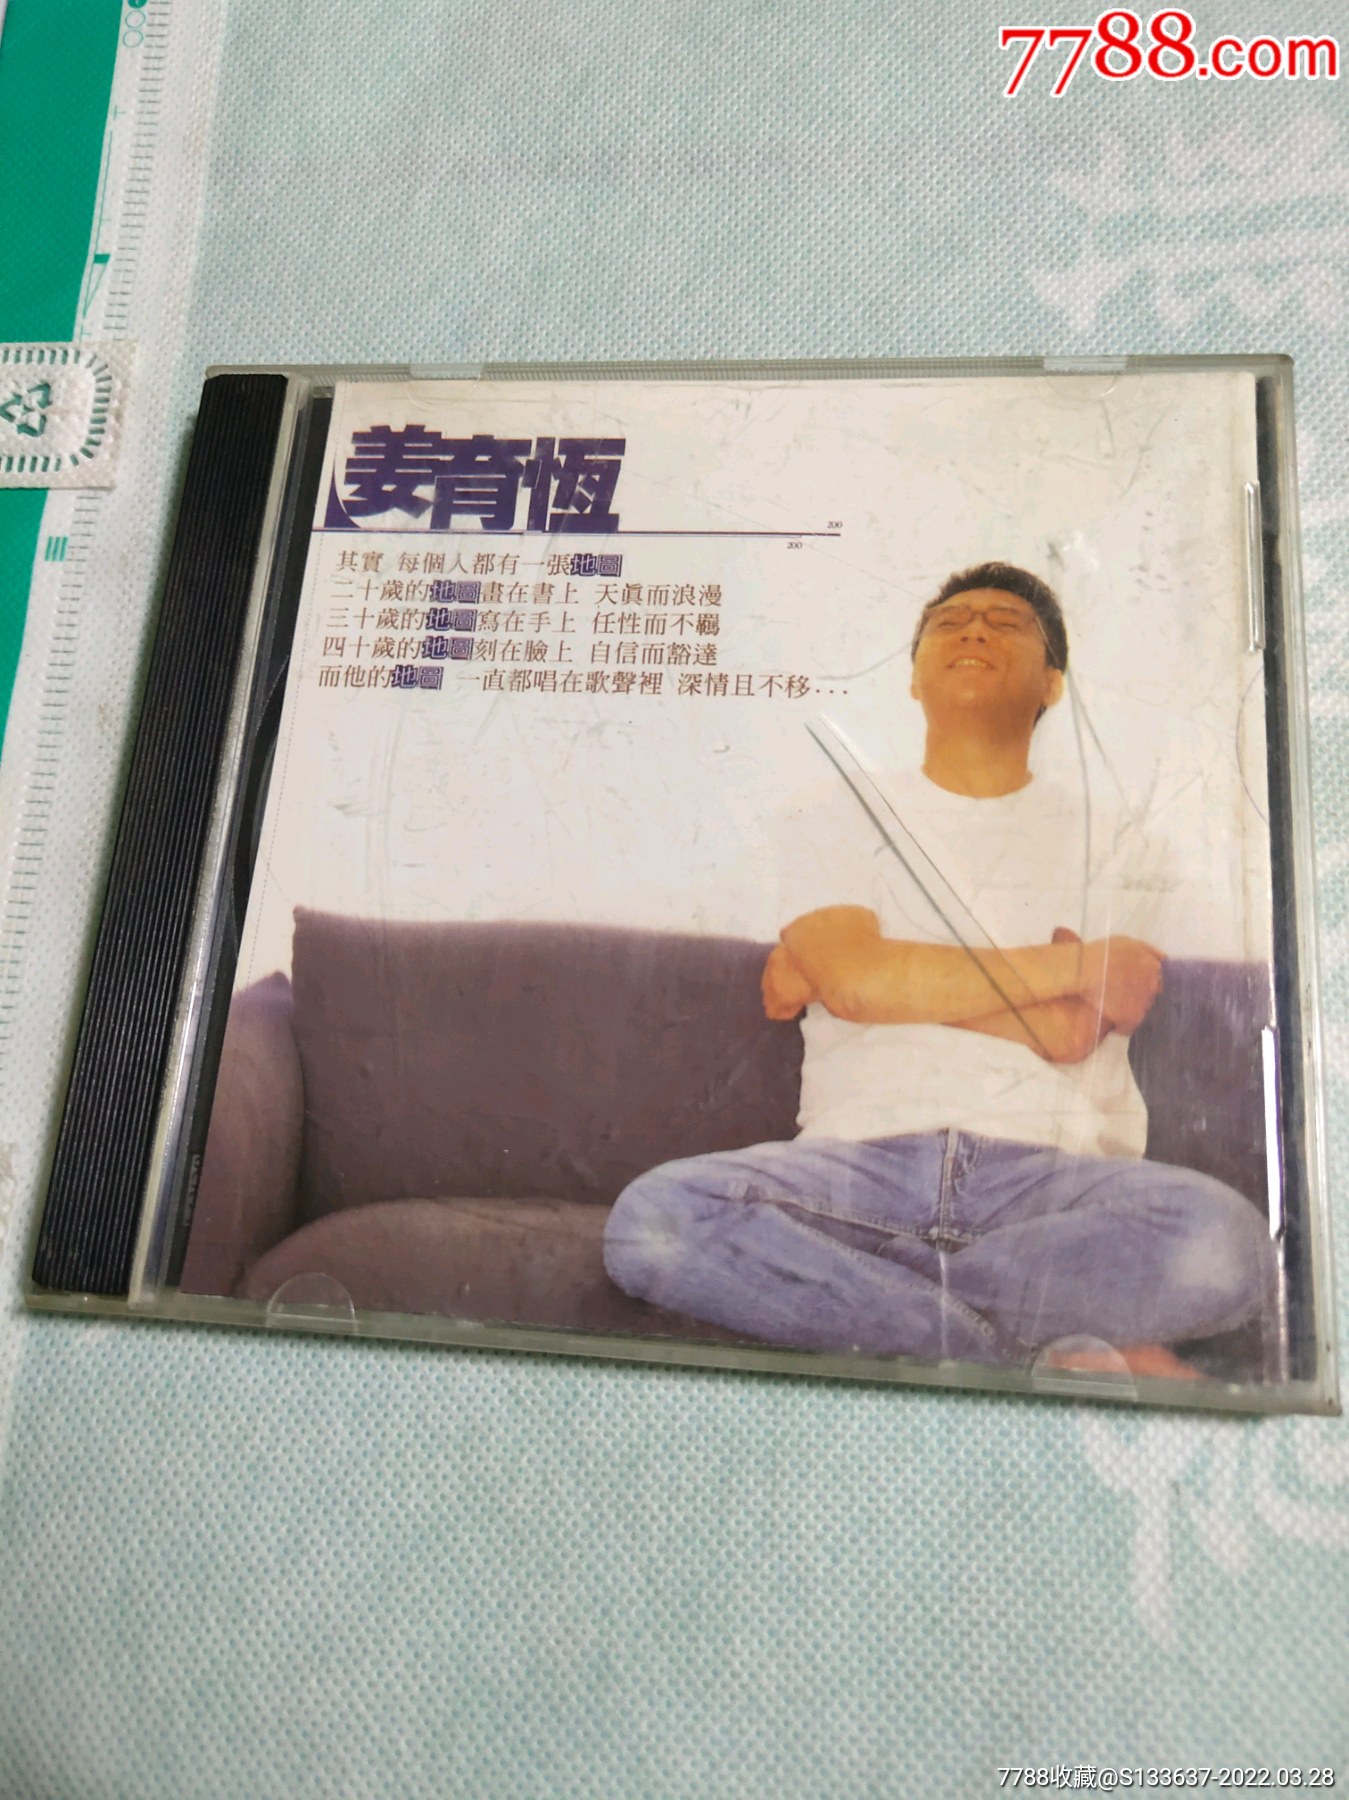 7788.com
姜育恆
200
200
其實 每個人都有一張地圖
二十歲的地圖畫在書上 天眞而浪漫
三十歲的地圖寫在手上 任性而不羈
四十歲的地圖刻在臉上 自信而豁達
而他的地圖 一直都唱在歌聲裡 深情且不移...
7788收藏@S133637-2022.03.28